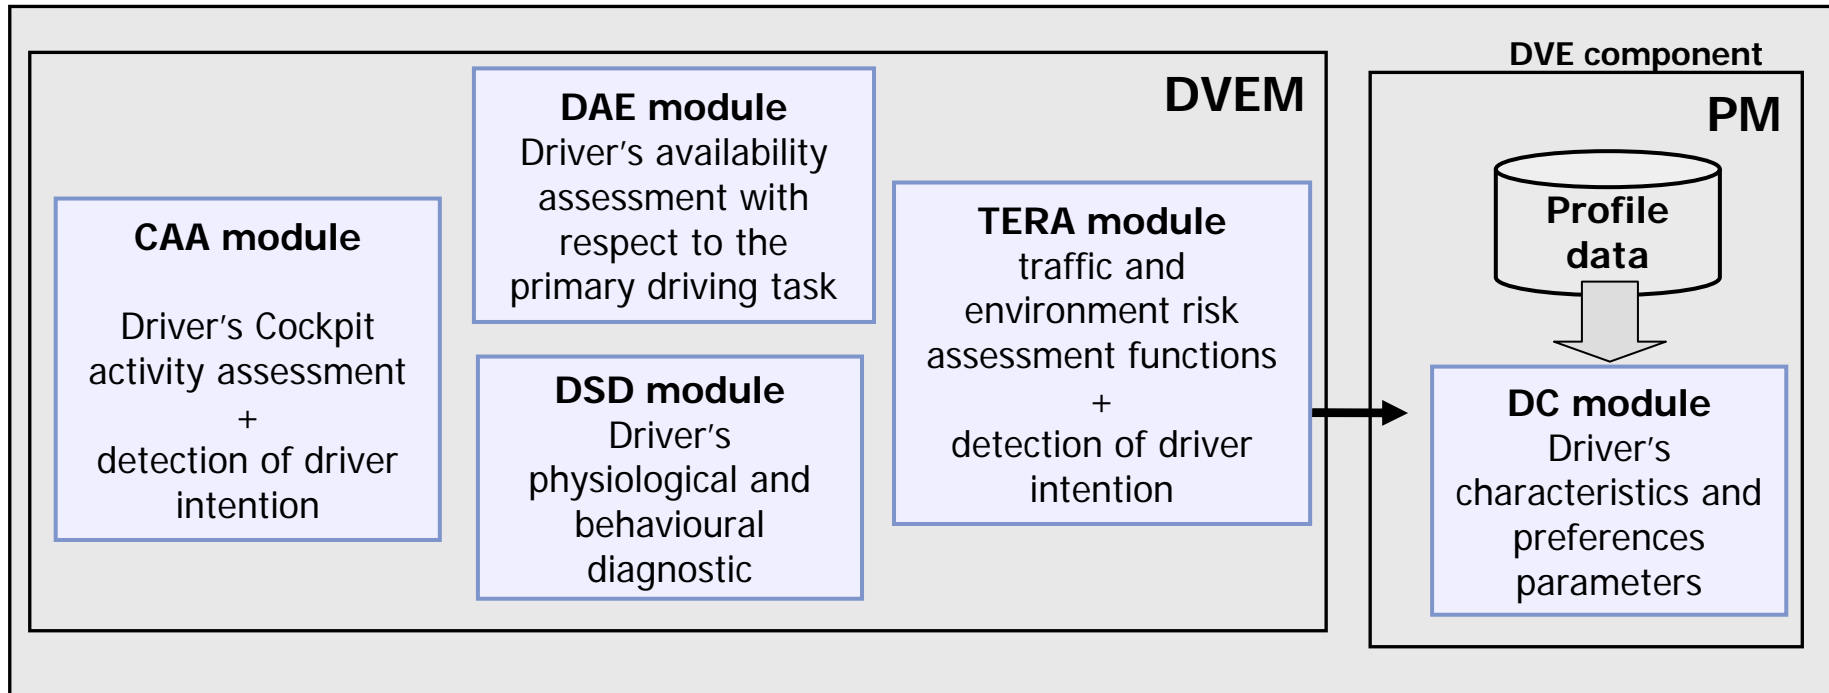 DVE component
DVEM
PM
CAA module
Driver's Cockpit
activity assessment
+
detection of driver
intention
DAE module
Driver's availability
assessment with
respect to the
primary driving task
DSD module
Driver's
physiological and
behavioural
diagnostic
TERA module
traffic and
environment risk
assessment functions
+
detection of driver
intention
Profile
data
DC module
Driver's
characteristics and
preferences
parameters